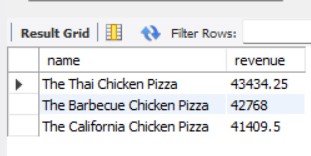 Result Grid Filter Rows:
name revenue
The Thai Chicken Pizza 43434.25
The Barbecue Chicken Pizza 42768
The California Chicken Pizza 41409.5